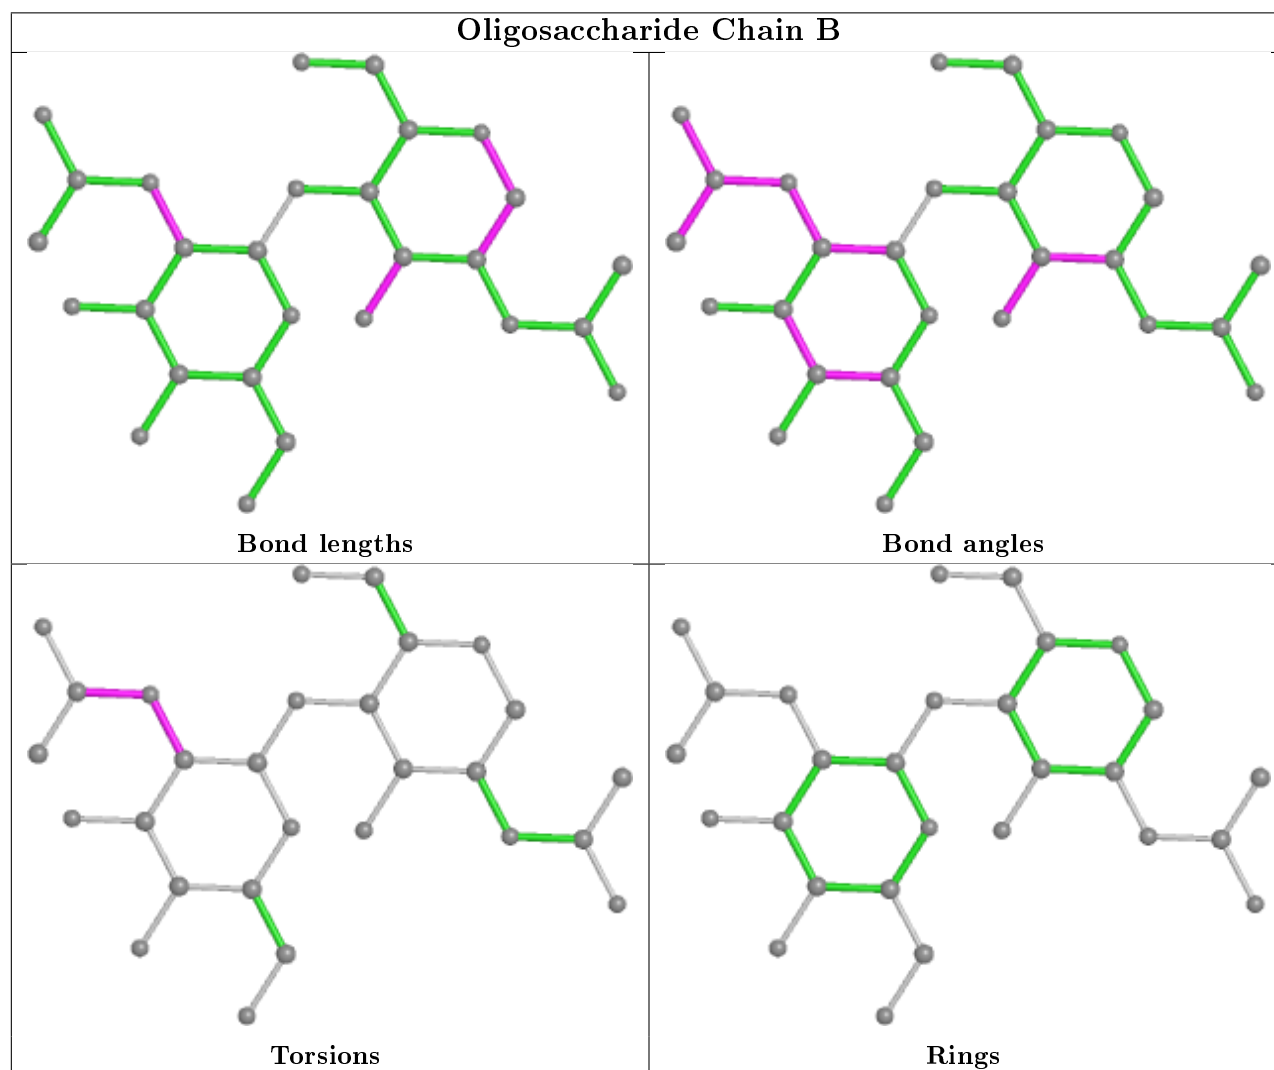 Oligosaccharide Chain B
Bond lengths
Bond angles
Torsions
Rings